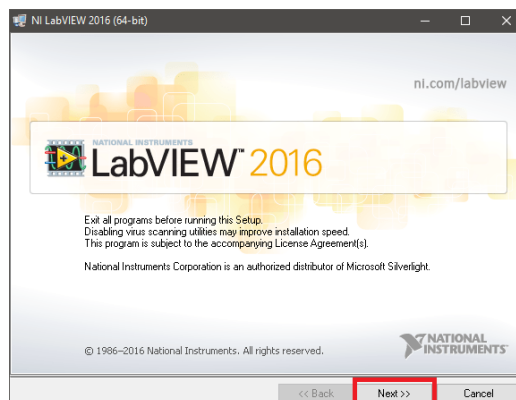 NI LabVIEW 2016 (64-bit)
ni.com/labview
NATIONAL INSTRUMENTS
LabVIEW™ 2016
Exit all programs before running this Setup.
Disabling virus scanning utilities may improve installation speed.
This program is subject to the accompanying License Agreement(s).
National Instruments Corporation is an authorized distributor of Microsoft Silverlight.
© 1986–2016 National Instruments. All rights reserved.
NATIONAL
INSTRUMENTS™
<< Back Next >> Cancel